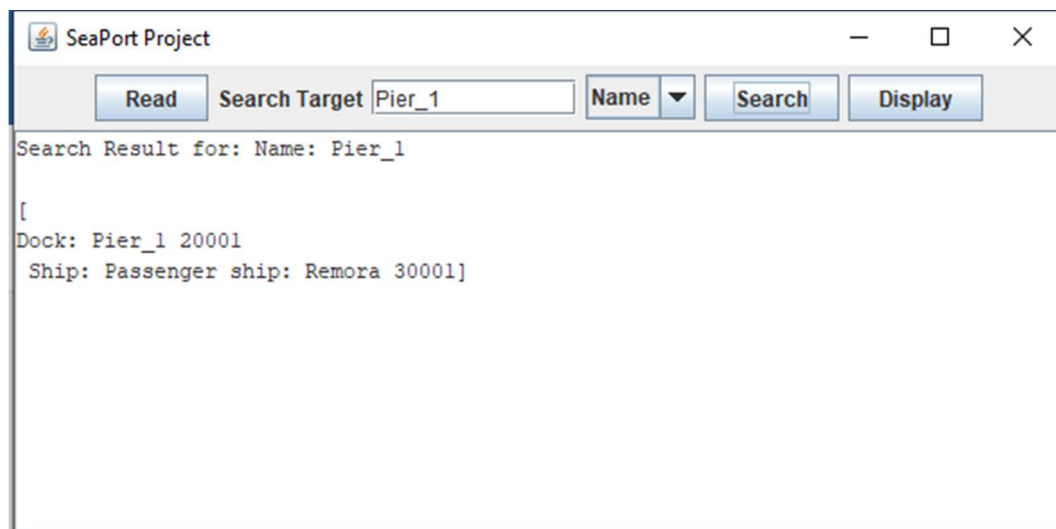 SeaPort Project
Read Search Target Pier_1 Name Search Display
Search Result for: Name: Pier_1
[
Dock: Pier_1 20001
Ship: Passenger ship: Remora 30001]